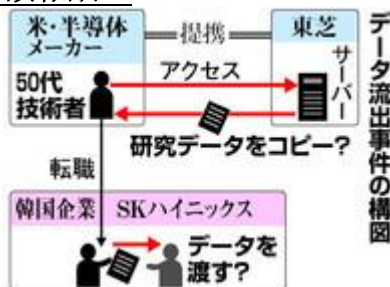 データ流出事件の構図
米・半導体
メーカー
提携
東芝
サーバー
50代
技術者
アクセス
研究データをコピー?
転職
韓国企業 SKハイニックス
データを
渡す?